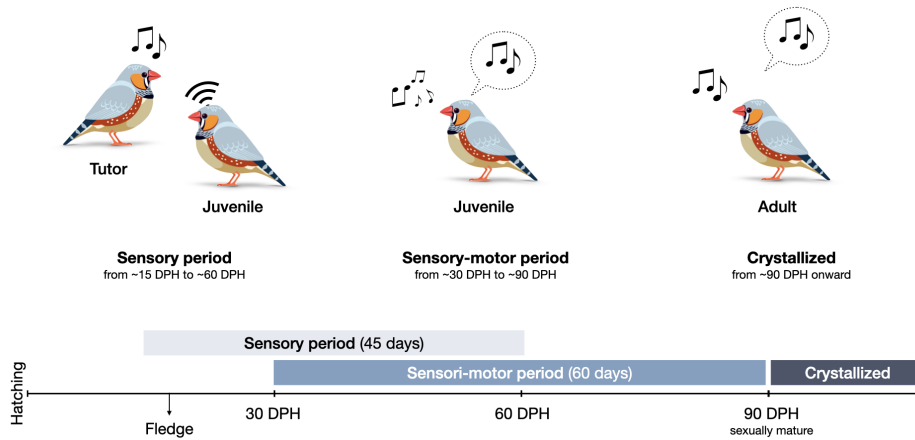 Tutor
Juvenile
Juvenile
Adult
Sensory period
from ~15 DPH to ~60 DPH
Sensory-motor period
from ~30 DPH to ~90 DPH
Crystallized
from ~90 DPH onward
Sensory period (45 days)
Sensori-motor period (60 days)
Crystallized
Hatching
Fledge
30 DPH
60 DPH
90 DPH
sexually mature